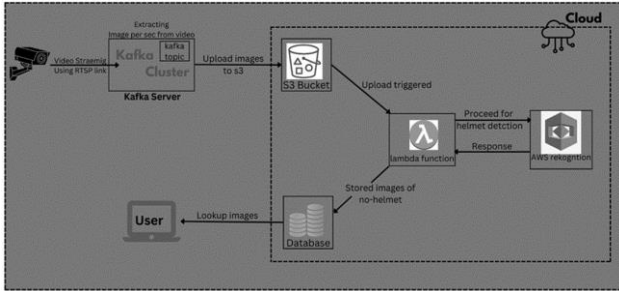 Cloud
Extracting
Image per sec from video
Kafka
kafka
topic
Cluster
Kafka Server
Video Straemig
Using RTSP link
Upload images
to s3
S3 Bucket
Upload triggered
lambda function
Proceed for
helmet detction
Response
AWS rekogntion
Stored images of
no-helmet
Database
Lookup images
User